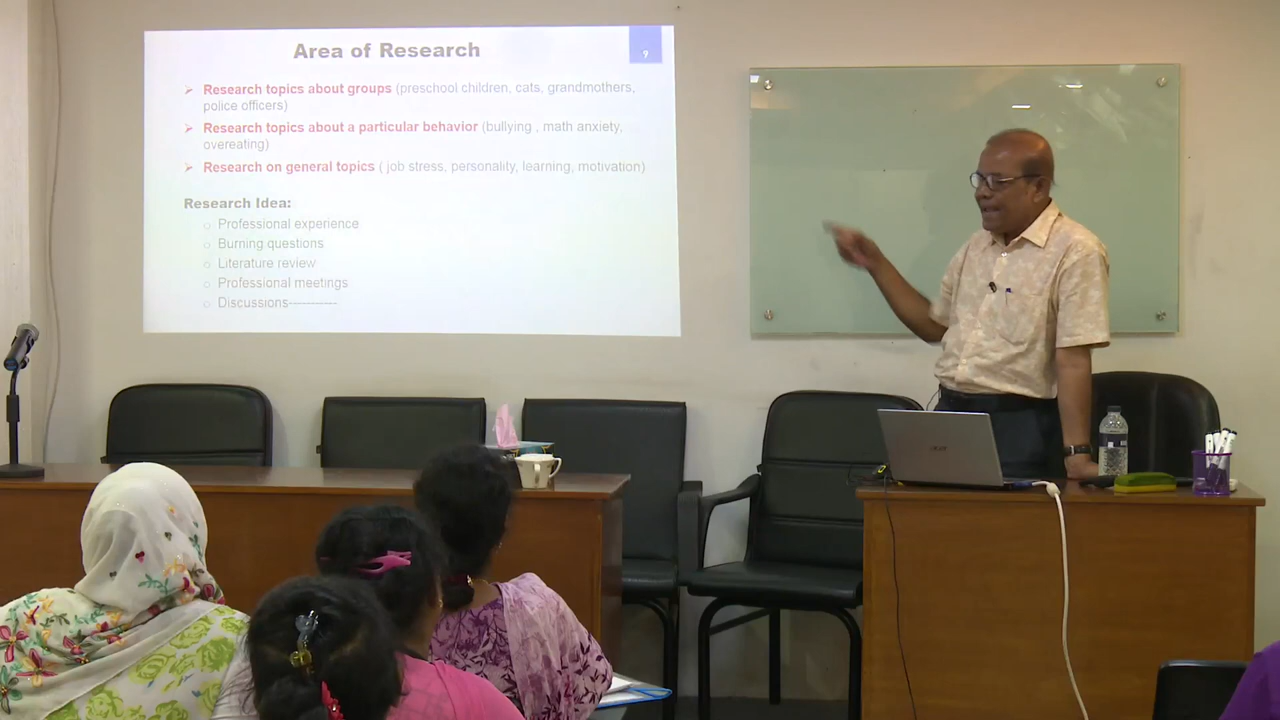 Area of Research
9
➢ Research topics about groups (preschool children, cats, grandmothers,
police officers)
➢ Research topics about a particular behavior (bullying , math anxiety,
overeating)
➢ Research on general topics ( job stress, personality, learning, motivation)
Research Idea:
o Professional experience
o Burning questions
o Literature review
o Professional meetings
o Discussions-----------
acer